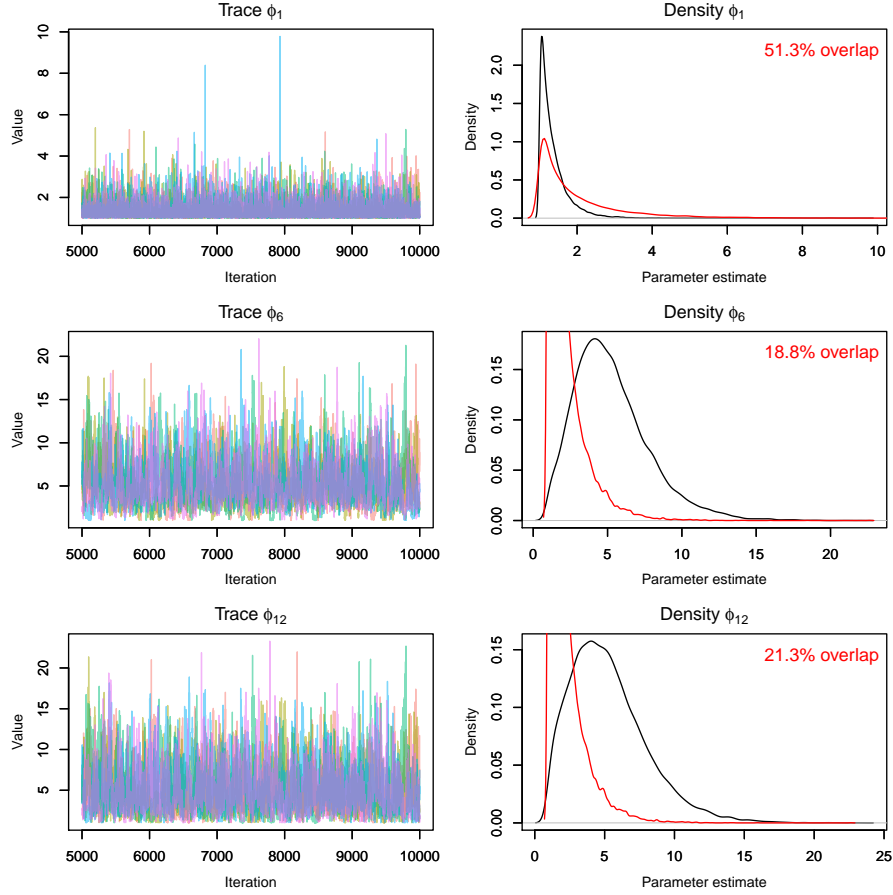 Trace ϕ1
Value
10
8
6
4
2
5000 6000 7000 8000 9000 10000
Iteration
Density ϕ1
51.3% overlap
Density
2.0
1.5
1.0
0.5
0.0
2 4 6 8 10
Parameter estimate
Trace ϕ6
Value
20
15
10
5
5000 6000 7000 8000 9000 10000
Iteration
Density ϕ6
18.8% overlap
Density
0.15
0.10
0.05
0.00
0 5 10 15 20
Parameter estimate
Trace ϕ12
Value
20
15
10
5
5000 6000 7000 8000 9000 10000
Iteration
Density ϕ12
21.3% overlap
Density
0.15
0.10
0.05
0.00
0 5 10 15 20 25
Parameter estimate